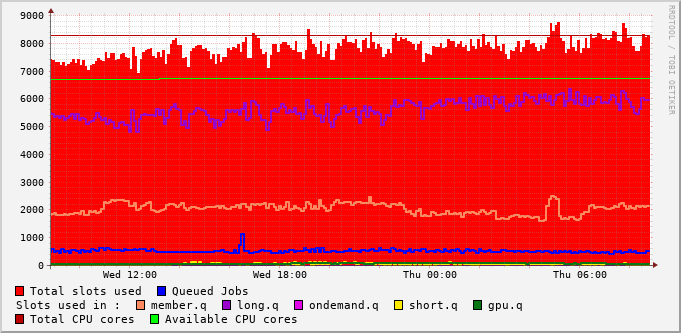 RRDTOOL / TOBI OETIKER
9000
8000
7000
6000
5000
4000
3000
2000
1000
0
Wed 12:00 Wed 18:00 Thu 00:00 Thu 06:00
Total slots used Queued Jobs
Slots used in : member.q long.q ondemand.q short.q gpu.q
Total CPU cores Available CPU cores